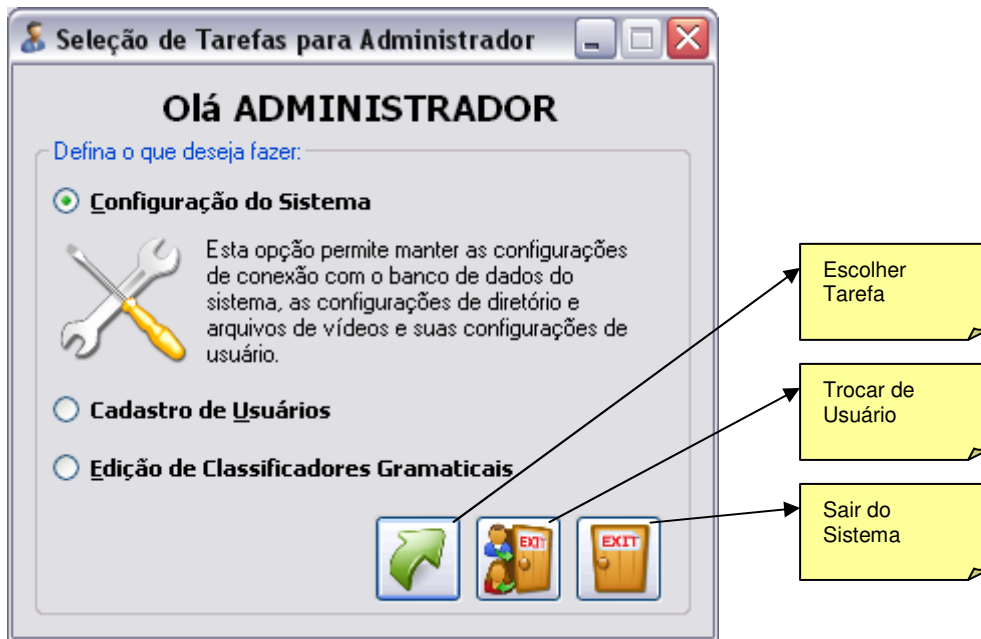 Seleção de Tarefas para Administrador
Olá ADMINISTRADOR
Defina o que deseja fazer:
Configuração do Sistema
Esta opção permite manter as configurações
de conexão com o banco de dados do
sistema, as configurações de diretório e
arquivos de vídeos e suas configurações de
usuário.
Cadastro de Usuários
Edição de Classificadores Gramaticais
EXIT
EXIT
Escolher
Tarefa
Trocar de
Usuário
Sair do
Sistema